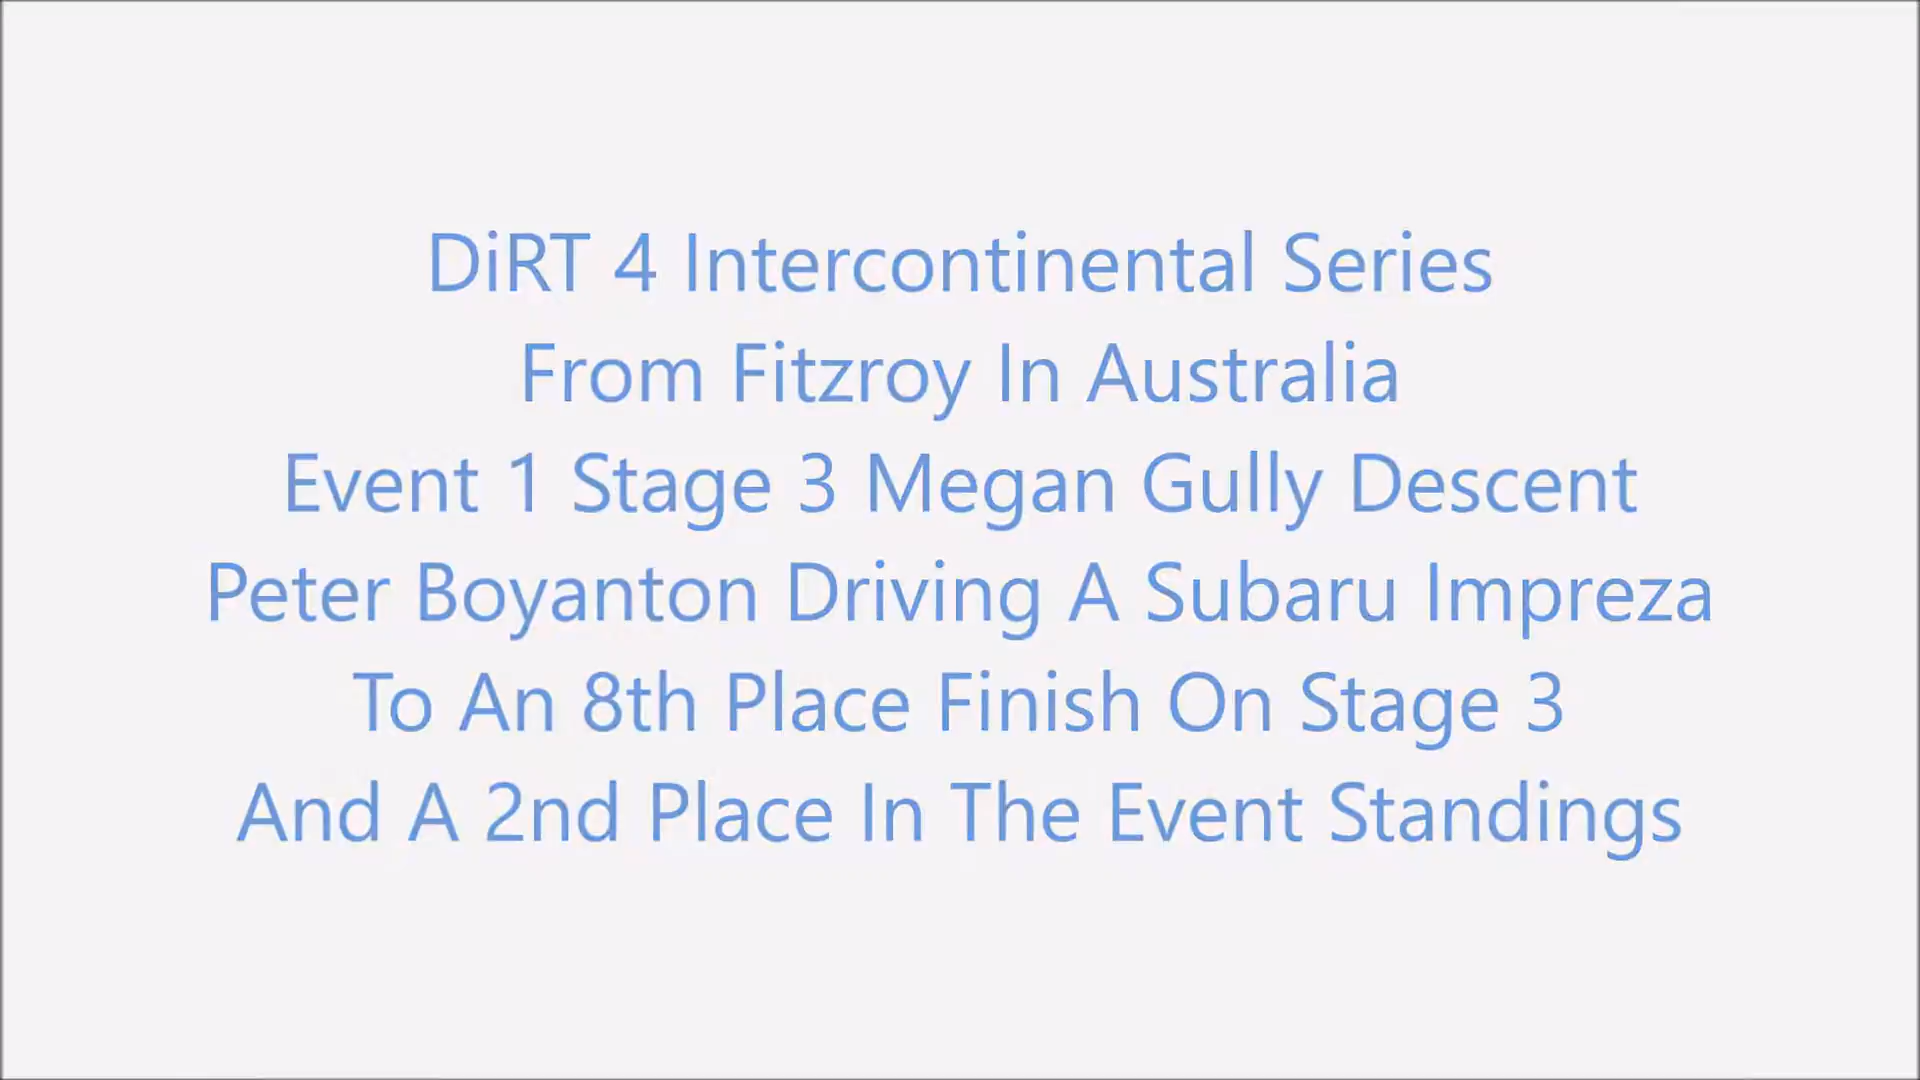 DiRT 4 Intercontinental Series
From Fitzroy In Australia
Event 1 Stage 3 Megan Gully Descent
Peter Boyanton Driving A Subaru Impreza
To An 8th Place Finish On Stage 3
And A 2nd Place In The Event Standings